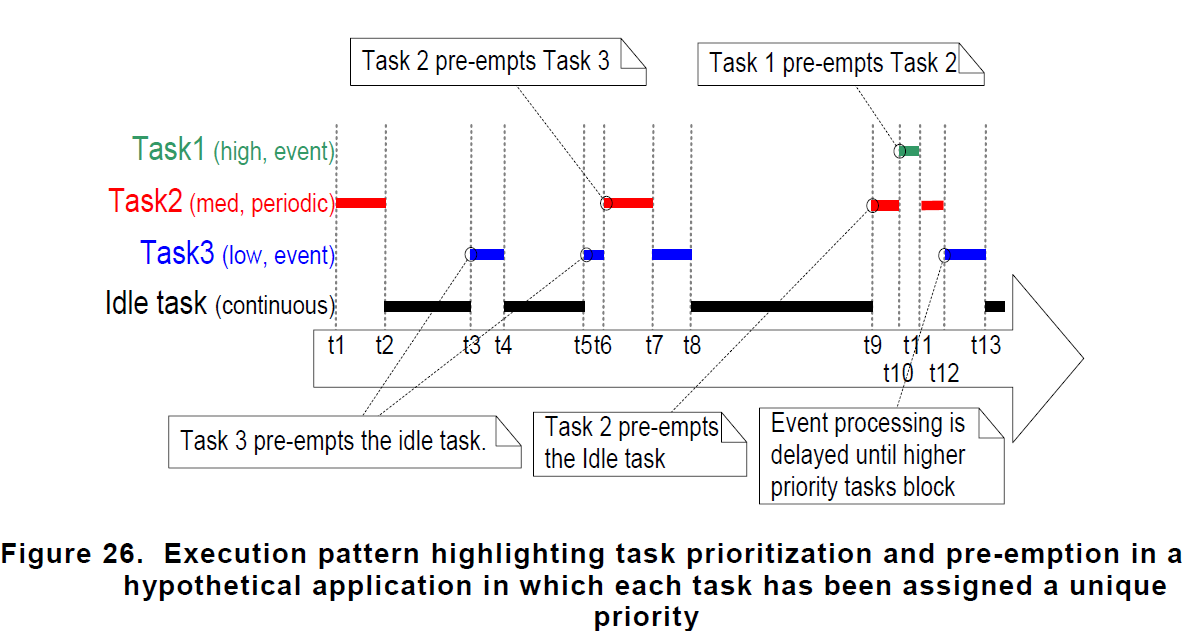 Task 2 pre-empts Task 3
Task 1 pre-empts Task 2
Task1 (high, event)
Task2 (med, periodic)
Task3 (low, event)
Idle task (continuous)
t1 t2 t3 t4 t5 t6 t7 t8 t9 t11 t13
t10 t12
Task 3 pre-empts the idle task.
Task 2 pre-empts
the Idle task
Event processing is
delayed until higher
priority tasks block
Figure 26. Execution pattern highlighting task prioritization and pre-emption in a
hypothetical application in which each task has been assigned a unique
priority